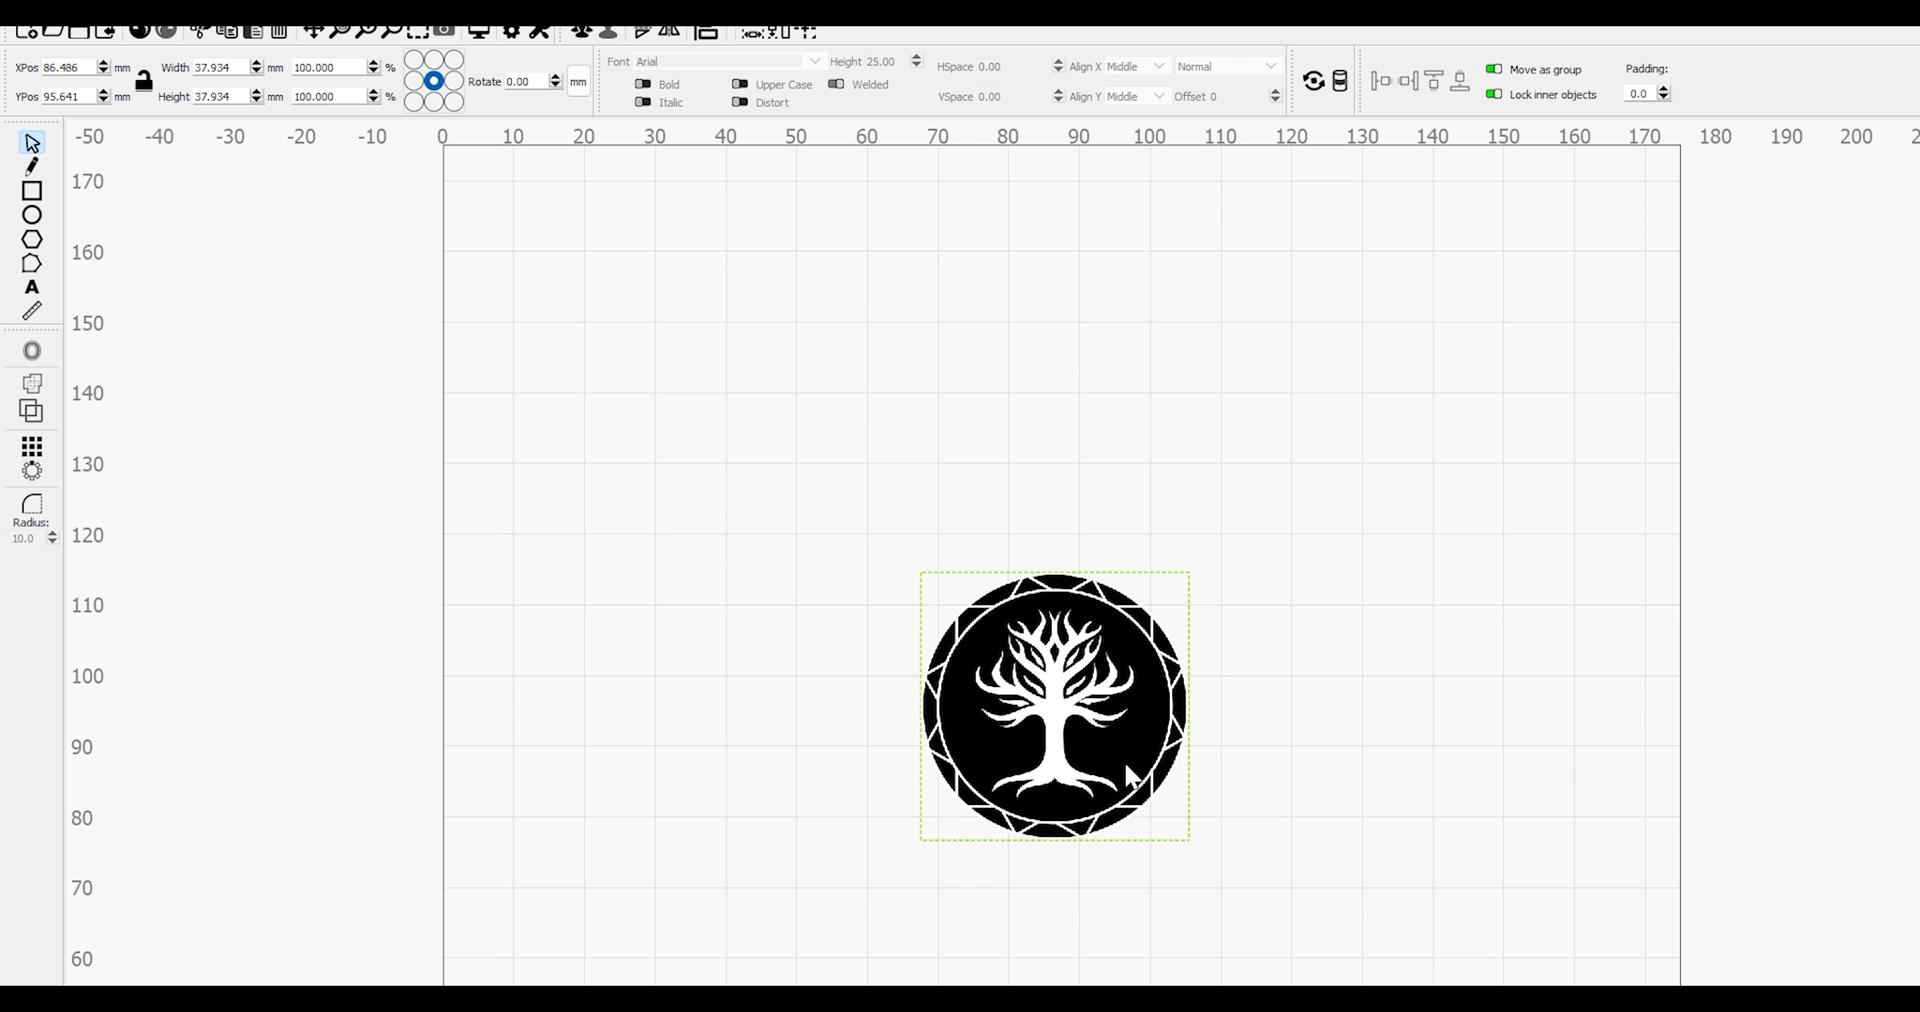 XPos 86.486 mm Width 37.934 mm 100.000 %
YPos 95.641 mm Height 37.934 mm 100.000 %
Rotate 0.00 mm
Font Arial Height 25.00
Bold Upper Case Welded
Italic Distort
HSpace 0.00 Align X Middle Normal
VSpace 0.00 Align Y Middle Offset 0
Move as group Padding:
Lock inner objects 0.0
-50 -40 -30 -20 -10 0 10 20 30 40 50 60 70 80 90 100 110 120 130 140 150 160 170 180 190 200 2
170
160
150
140
130
120
110
100
90
80
70
60
A
Radius:
10.0